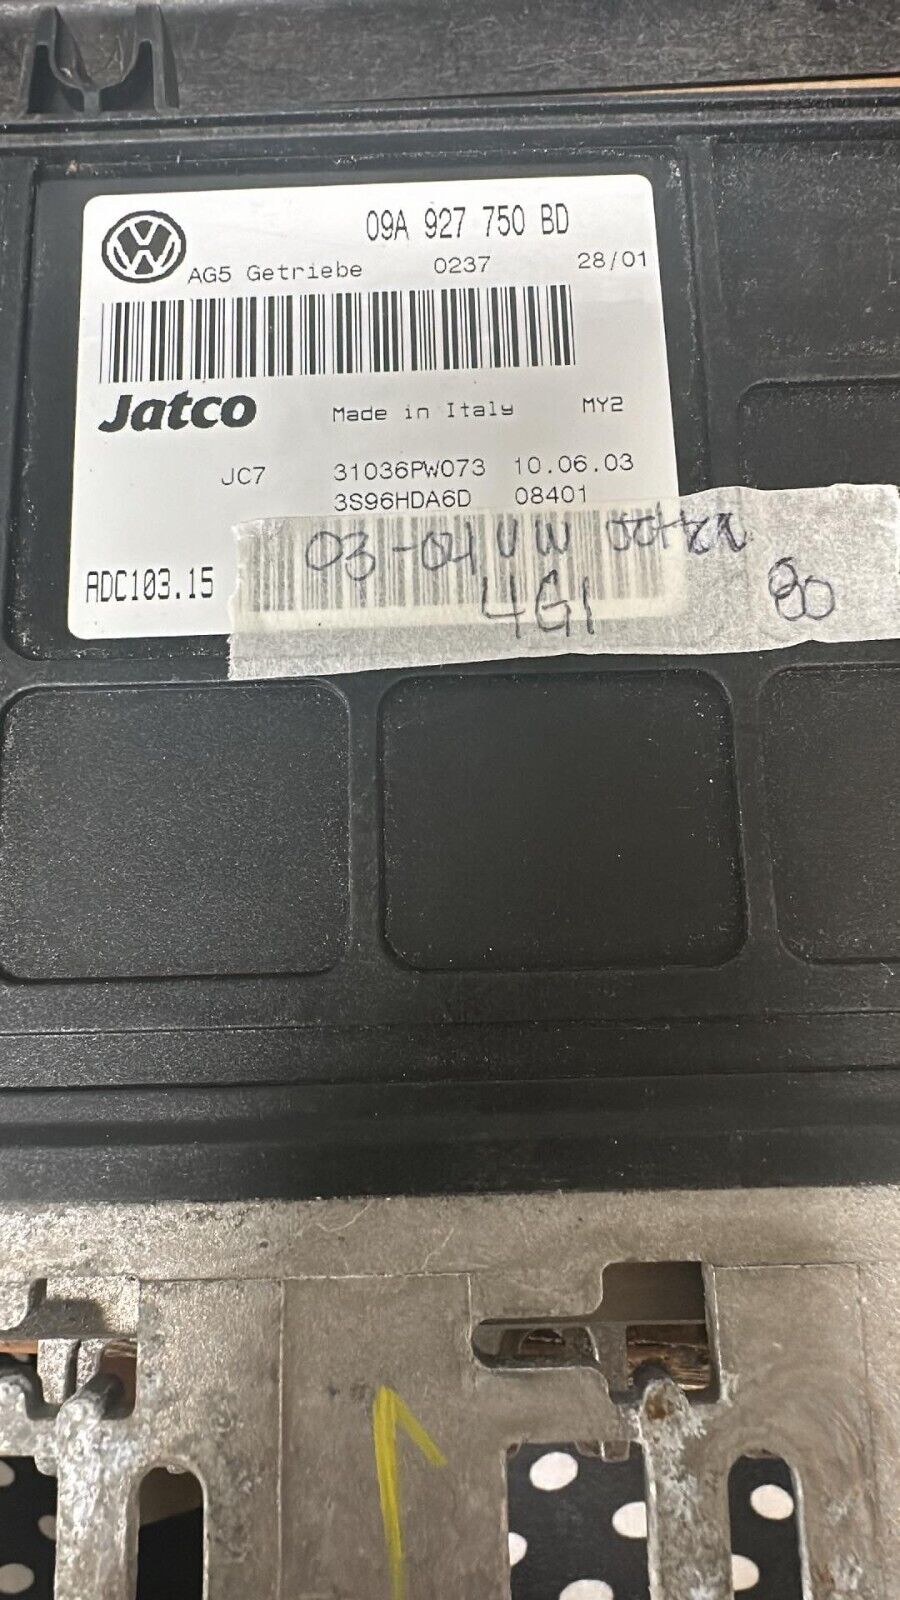 09A 927 750 BD
AG5 Getriebe 0237 28/01
Jatco Made in Italy MY2
JC7 31036PW073 10.06.03
3S96HDA6D 08401
ADC103.15
03-04 VW Jetta
4G1 80